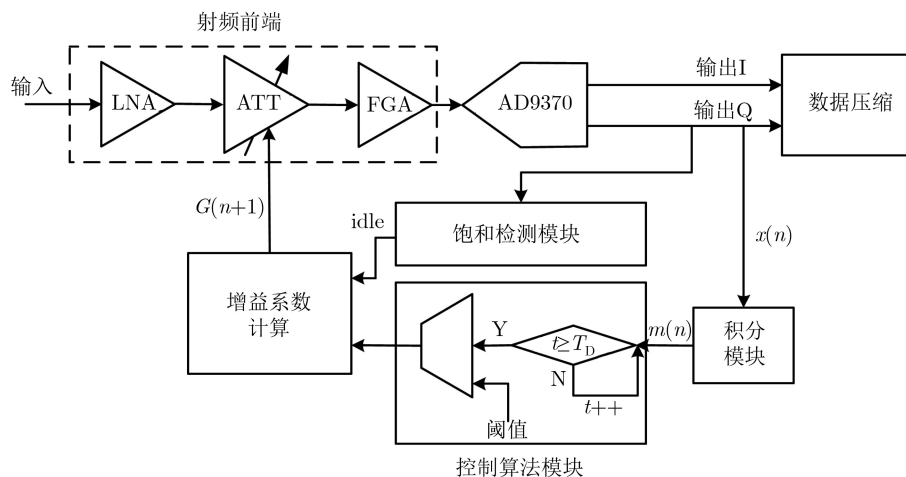 射频前端
输入
LNA
ATT
FGA
AD9370
输出I
输出Q
数据压缩
G(n+1)
idle
饱和检测模块
x(n)
增益系数
计算
Y
t≥T_D
N
t++
m(n)
积分
模块
阈值
控制算法模块